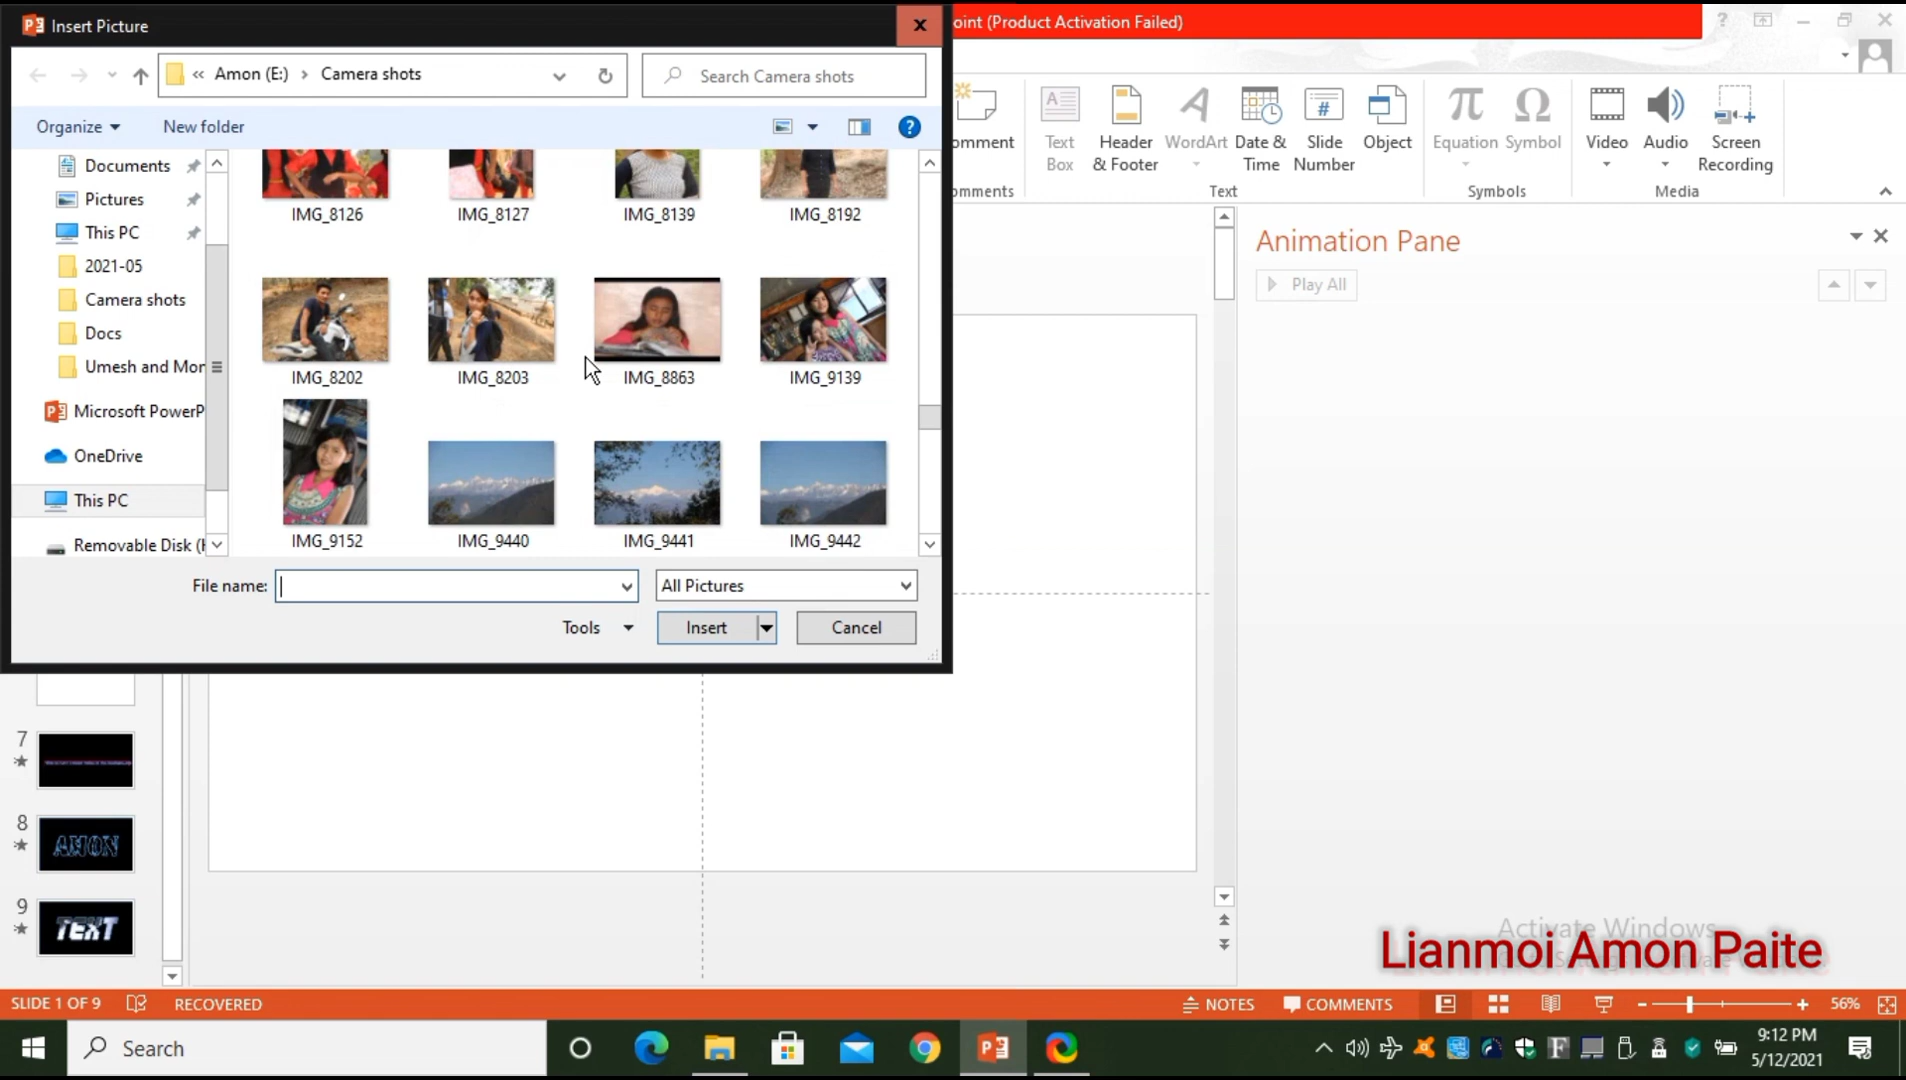 Insert Picture
oint (Product Activation Failed)
« Amon (E:) › Camera shots
Search Camera shots
Organize
New folder
Documents
Pictures
This PC
2021-05
Camera shots
Docs
Umesh and Mor
Microsoft PowerP
OneDrive
This PC
Removable Disk (
IMG_8126
IMG_8127
IMG_8139
IMG_8192
IMG_8202
IMG_8203
IMG_8863
IMG_9139
IMG_9152
IMG_9440
IMG_9441
IMG_9442
File name:
All Pictures
Tools
Insert
Cancel
omment
Text Box
Header & Footer
WordArt
Date & Time
Slide Number
Object
Equation
Symbol
Video
Audio
Screen Recording
omments
Text
Symbols
Media
Animation Pane
Play All
7
8
AMON
9
TEXT
Activate Windows
Lianmoi Amon Paite
SLIDE 1 OF 9
RECOVERED
NOTES
COMMENTS
56%
Search
9:12 PM
5/12/2021